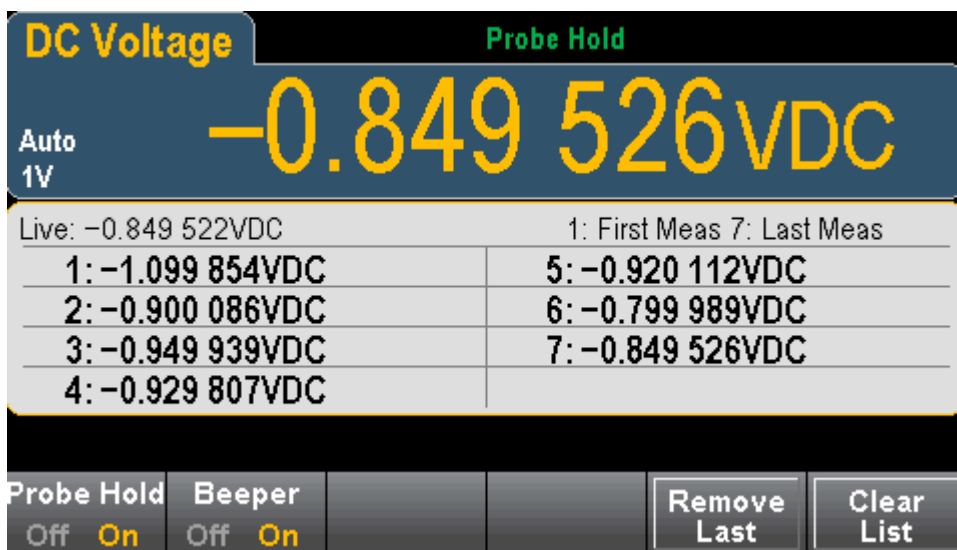 DC Voltage
Probe Hold
Auto
1V
−0.849 526VDC
Live: −0.849 522VDC
1: First Meas 7: Last Meas
1: −1.099 854VDC
2: −0.900 086VDC
3: −0.949 939VDC
4: −0.929 807VDC
5: −0.920 112VDC
6: −0.799 989VDC
7: −0.849 526VDC
Probe Hold
Off On
Beeper
Off On
Remove
Last
Clear
List